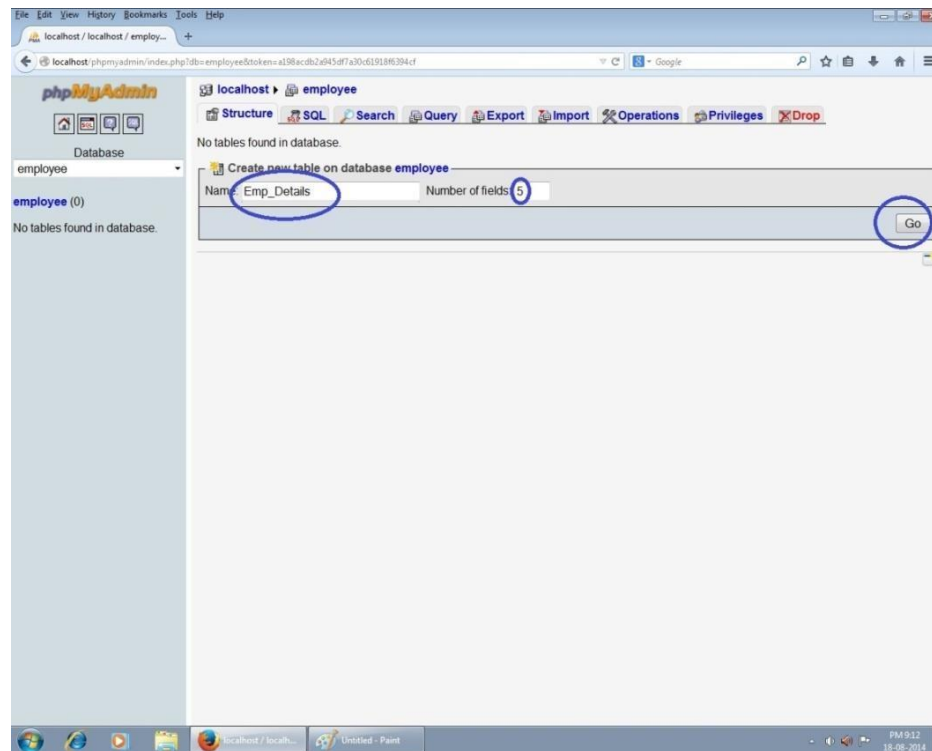 File Edit View History Bookmarks Tools Help
localhost / localhost / employ... +
localhost/phpmyadmin/index.php?db=employee&token=a198acdb2a945df7a30c61918f6394cf Google
phpMyAdmin
Database
employee
employee (0)
No tables found in database.
localhost ▸ employee
Structure SQL Search Query Export Import Operations Privileges Drop
No tables found in database.
Create new table on database employee
Name: Emp_Details Number of fields: 5
Go
localhost / localh... Untitled - Paint
PM 9:12
18-08-2014